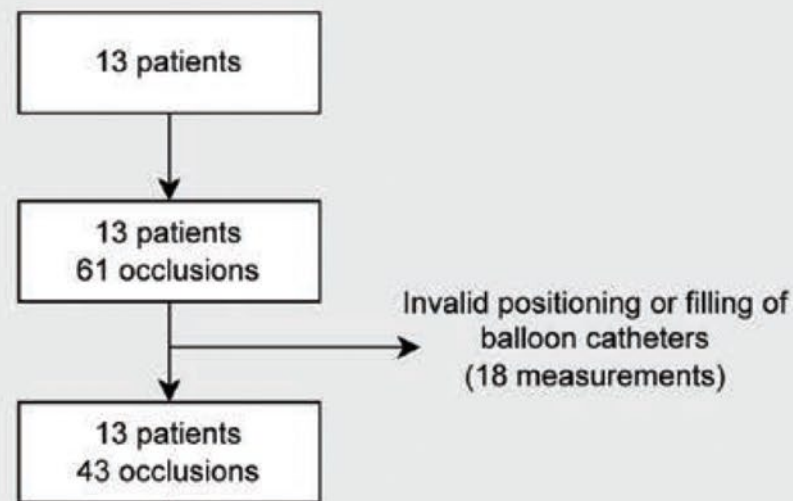 13 patients
13 patients
61 occlusions
Invalid positioning or filling of
balloon catheters
(18 measurements)
13 patients
43 occlusions